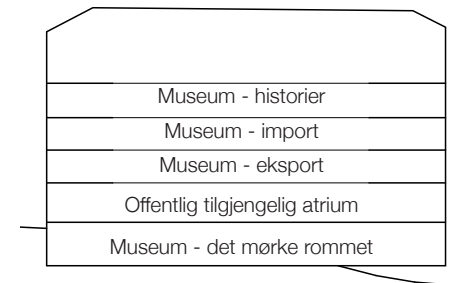 Museum - historier
Museum - import
Museum - eksport
Offentlig tilgjengelig atrium
Museum - det mørke rommet